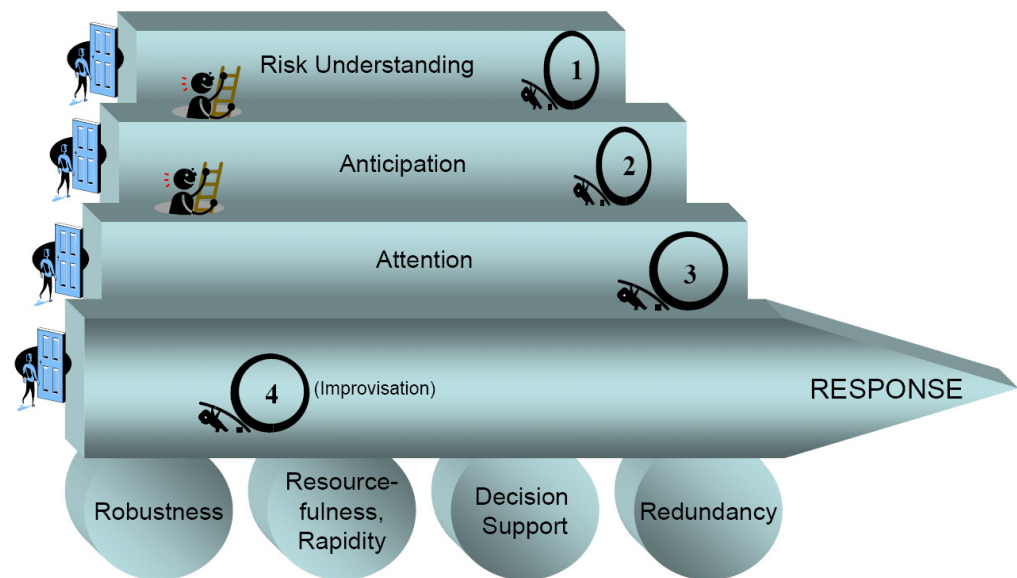 Risk Understanding
1
Anticipation
2
Attention
3
4
(Improvisation)
RESPONSE
Robustness
Resource-
fulness,
Rapidity
Decision
Support
Redundancy